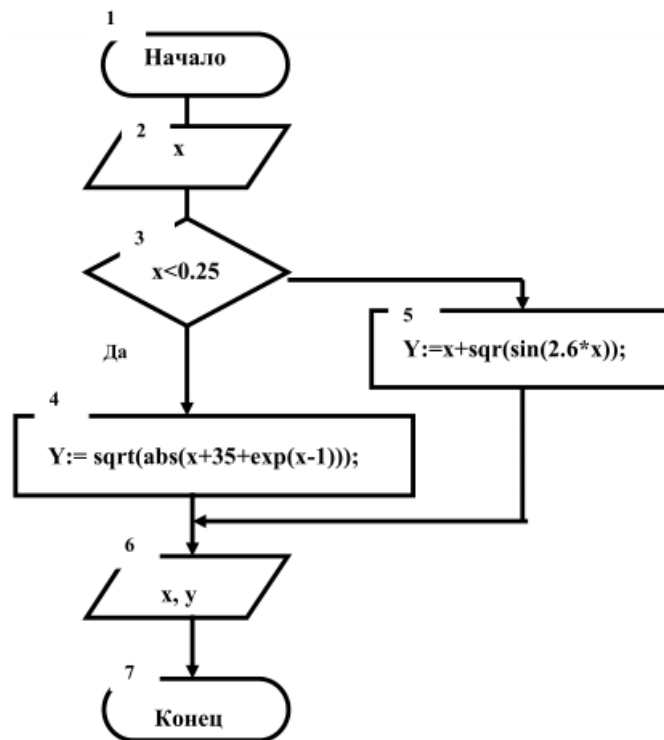 1
Начало
2
x
3
x<0.25
5
Y:=x+sqr(sin(2.6*x));
Да
4
Y:= sqrt(abs(x+35+exp(x-1)));
6
x, y
7
Конец